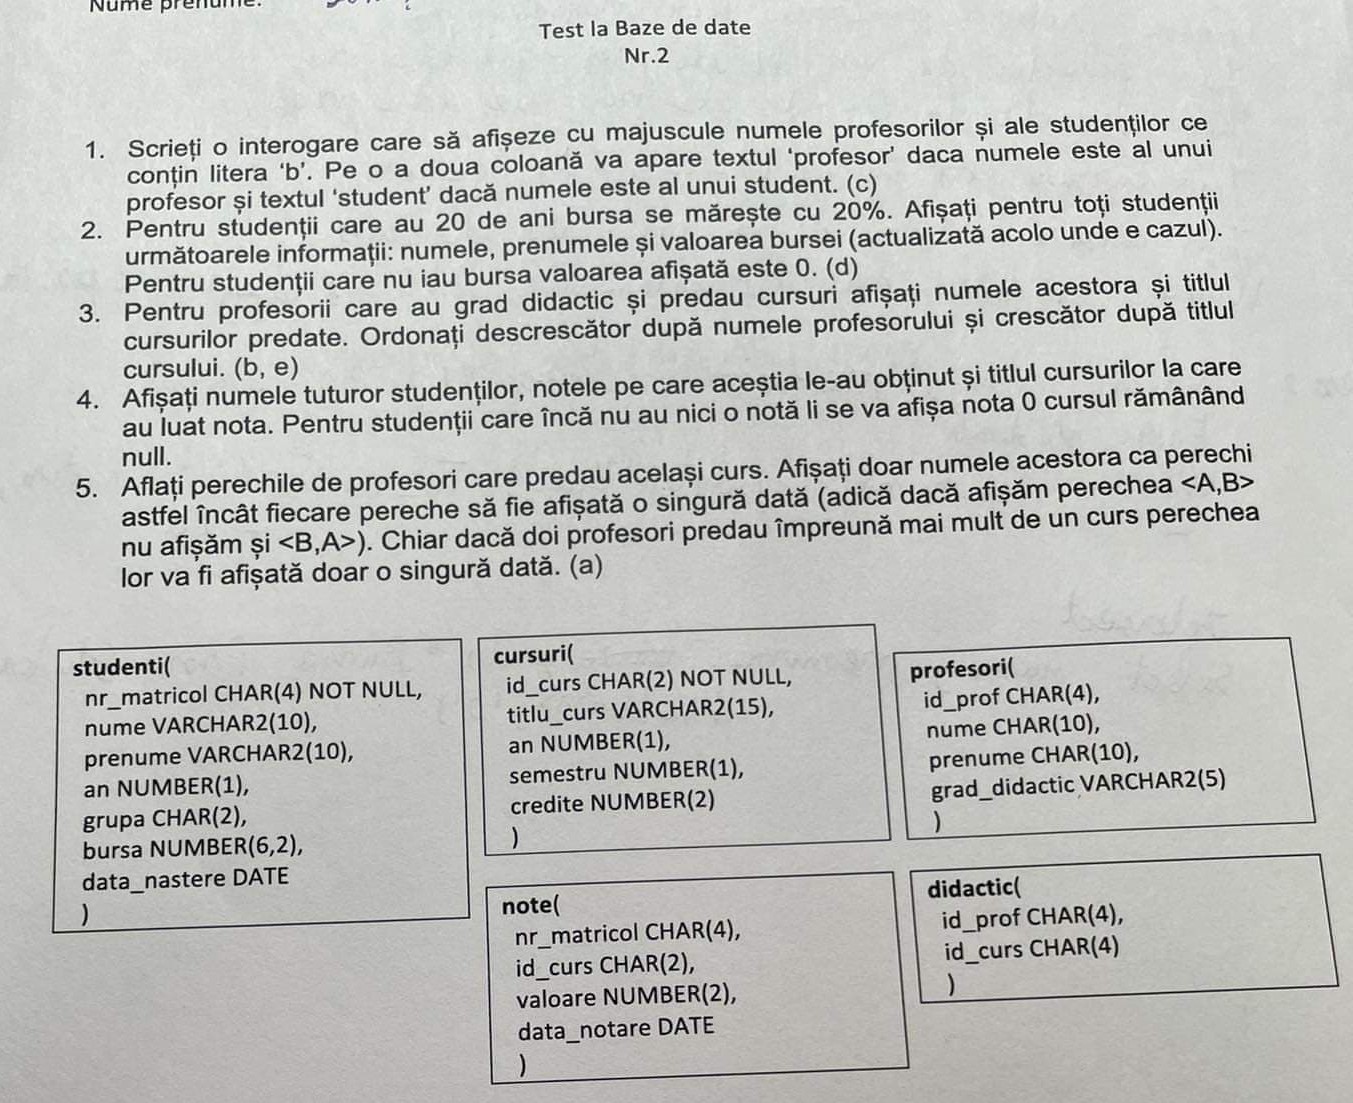 Nume prenume:
Test la Baze de date
Nr.2
1. Scrieți o interogare care să afișeze cu majuscule numele profesorilor și ale studenților ce
conțin litera ‘b’. Pe o a doua coloană va apare textul ‘profesor’ daca numele este al unui
profesor și textul ‘student’ dacă numele este al unui student. (c)
2. Pentru studenții care au 20 de ani bursa se mărește cu 20%. Afișați pentru toți studenții
următoarele informații: numele, prenumele și valoarea bursei (actualizată acolo unde e cazul).
Pentru studenții care nu iau bursa valoarea afișată este 0. (d)
3. Pentru profesorii care au grad didactic și predau cursuri afișați numele acestora și titlul
cursurilor predate. Ordonați descrescător după numele profesorului și crescător după titlul
cursului. (b, e)
4. Afișați numele tuturor studenților, notele pe care aceștia le-au obținut și titlul cursurilor la care
au luat nota. Pentru studenții care încă nu au nici o notă li se va afișa nota 0 cursul rămânând
null.
5. Aflați perechile de profesori care predau același curs. Afișați doar numele acestora ca perechi
astfel încât fiecare pereche să fie afișată o singură dată (adică dacă afișăm perechea <A,B>
nu afișăm și <B,A>). Chiar dacă doi profesori predau împreună mai mult de un curs perechea
lor va fi afișată doar o singură dată. (a)
studenti(
nr_matricol CHAR(4) NOT NULL,
nume VARCHAR2(10),
prenume VARCHAR2(10),
an NUMBER(1),
grupa CHAR(2),
bursa NUMBER(6,2),
data_nastere DATE
)
cursuri(
id_curs CHAR(2) NOT NULL,
titlu_curs VARCHAR2(15),
an NUMBER(1),
semestru NUMBER(1),
credite NUMBER(2)
)
profesori(
id_prof CHAR(4),
nume CHAR(10),
prenume CHAR(10),
grad_didactic VARCHAR2(5)
)
note(
nr_matricol CHAR(4),
id_curs CHAR(2),
valoare NUMBER(2),
data_notare DATE
)
didactic(
id_prof CHAR(4),
id_curs CHAR(4)
)